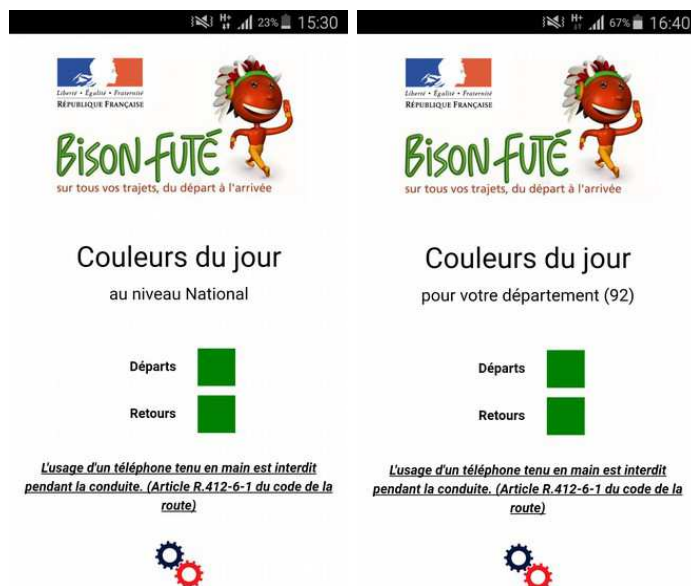 23% 15:30
Liberté • Égalité • Fraternité
RÉPUBLIQUE FRANÇAISE
BISON FUTÉ
sur tous vos trajets, du départ à l'arrivée
Couleurs du jour
au niveau National
Départs
Retours
L'usage d'un téléphone tenu en main est interdit
pendant la conduite. (Article R.412-6-1 du code de la
route)
67% 16:40
Liberté • Égalité • Fraternité
RÉPUBLIQUE FRANÇAISE
BISON FUTÉ
sur tous vos trajets, du départ à l'arrivée
Couleurs du jour
pour votre département (92)
Départs
Retours
L'usage d'un téléphone tenu en main est interdit
pendant la conduite. (Article R.412-6-1 du code de la
route)